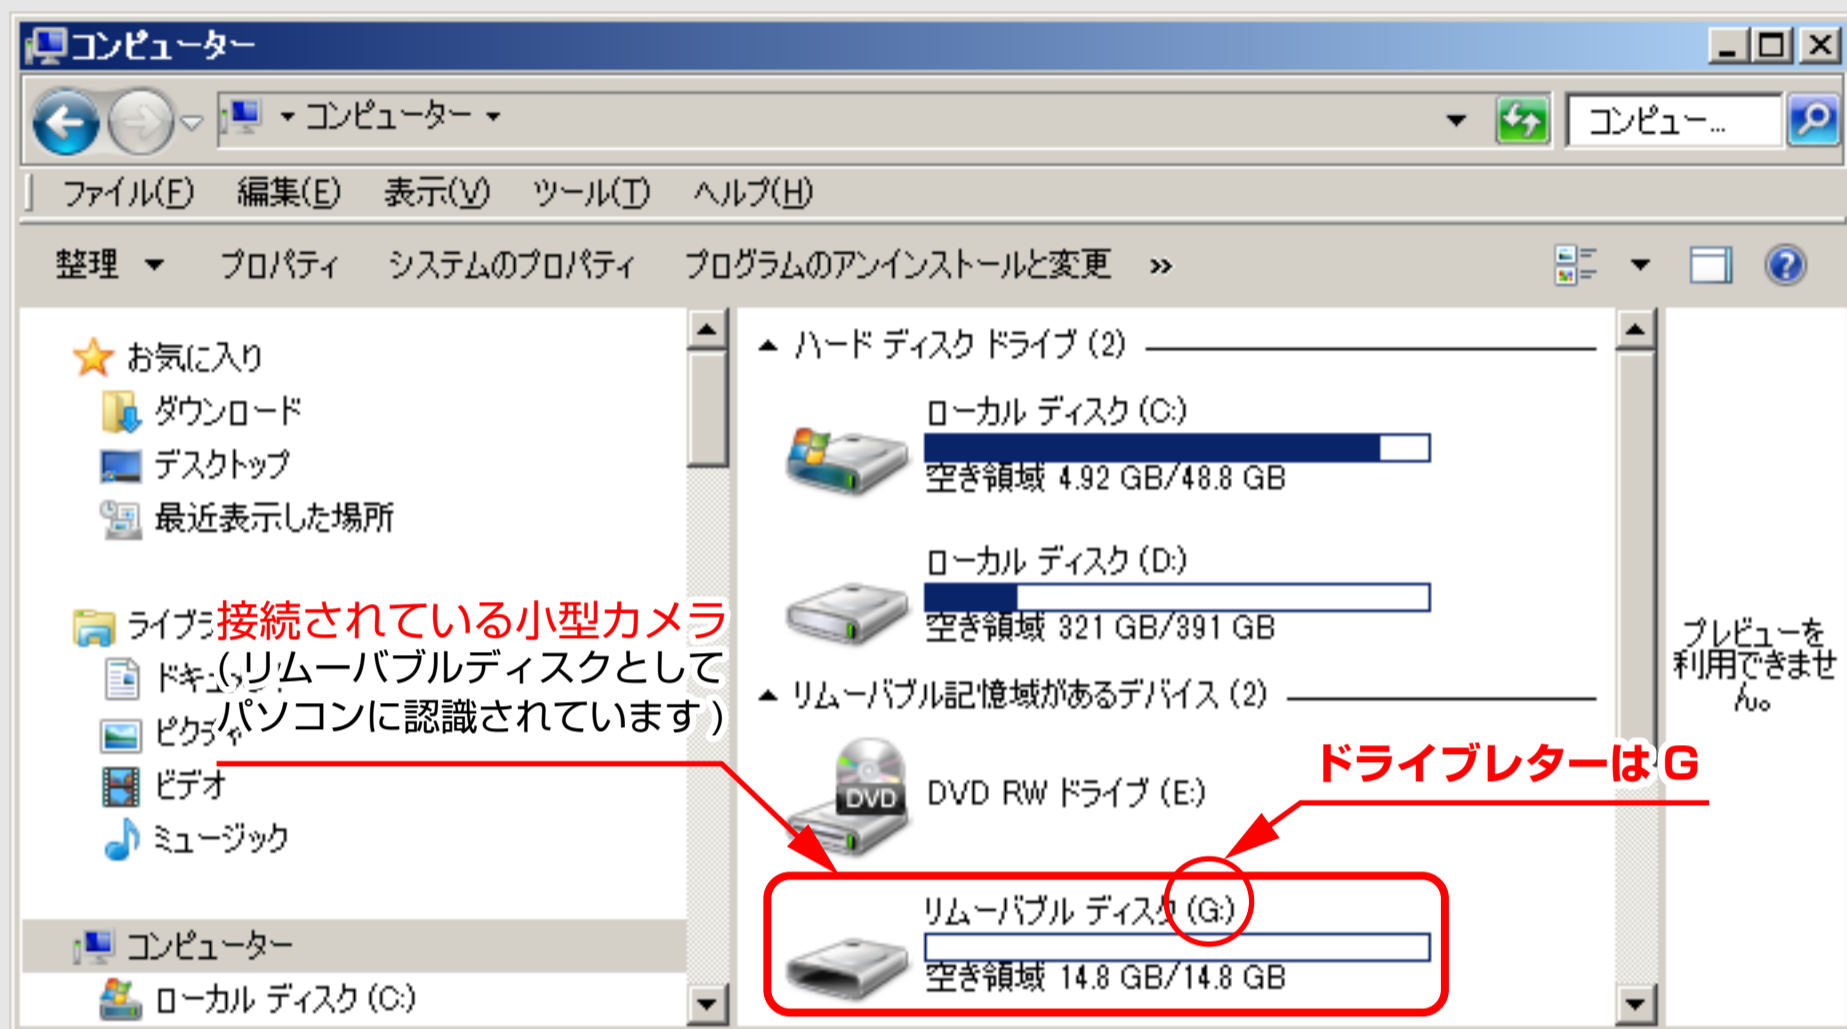 コンピューター
コンピューター
コンピュー...
ファイル(F) 編集(E) 表示(V) ツール(T) ヘルプ(H)
整理 プロパティ システムのプロパティ プログラムのアンインストールと変更 »
お気に入り
ダウンロード
デスクトップ
最近表示した場所
ライブラ
ドキュ
ピクチャ
ビデオ
ミュージック
コンピューター
ローカル ディスク (C:)
接続されている小型カメラ
(リムーバブルディスクとして
パソコンに認識されています)
ハード ディスク ドライブ (2)
ローカル ディスク (C:)
空き領域 4.92 GB/48.8 GB
ローカル ディスク (D:)
空き領域 321 GB/391 GB
リムーバブル記憶域があるデバイス (2)
DVD
DVD RW ドライブ (E:)
ドライブレターは G
リムーバブル ディスク (G:)
空き領域 14.8 GB/14.8 GB
プレビューを
利用できませ
ん。